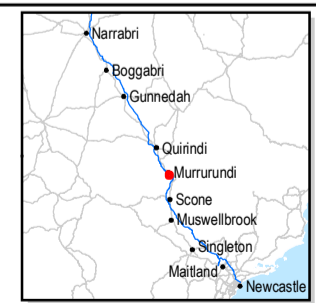 Narrabri
Boggabri
Gunnedah
Quirindi
Murrurundi
Scone
Muswellbrook
Singleton
Maitland
Newcastle